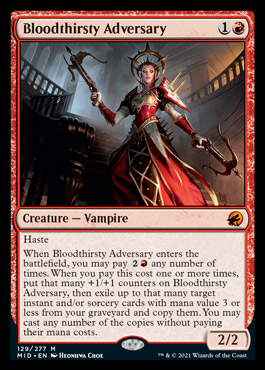 Bloodthirsty Adversary 1
Creature — Vampire
Haste
When Bloodthirsty Adversary enters the
battlefield, you may pay 2 R any number of
times. When you pay this cost one or more times,
put that many +1/+1 counters on Bloodthirsty
Adversary, then exile up to that many target
instant and/or sorcery cards with mana value 3 or
less from your graveyard and copy them. You may
cast any number of the copies without paying
their mana costs.
2/2
129/277 M
MID • EN Heonhwa Choe
™ & © 2021 Wizards of the Coast